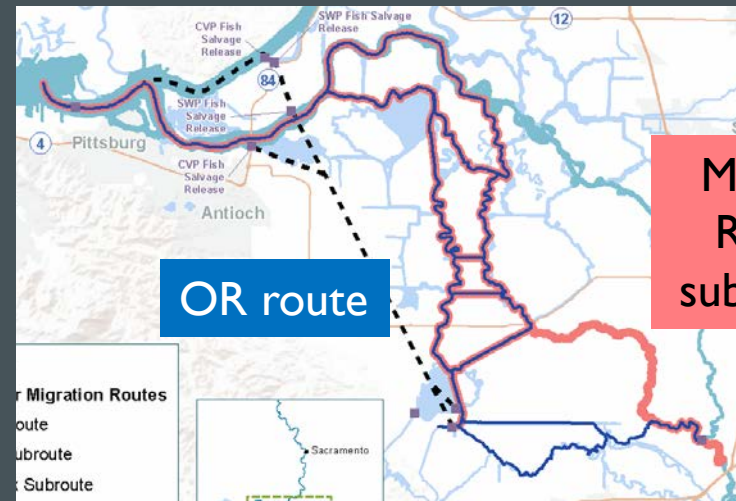 CVP Fish
Salvage
Release
SWP Fish Salvage
Release
12
84
SWP Fish
Salvage
Release
4
Pittsburg
CVP Fish
Salvage
Release
Antioch
OR route
r Migration Routes
oute
ubroute
Subroute
Sacramento
M
R
sub